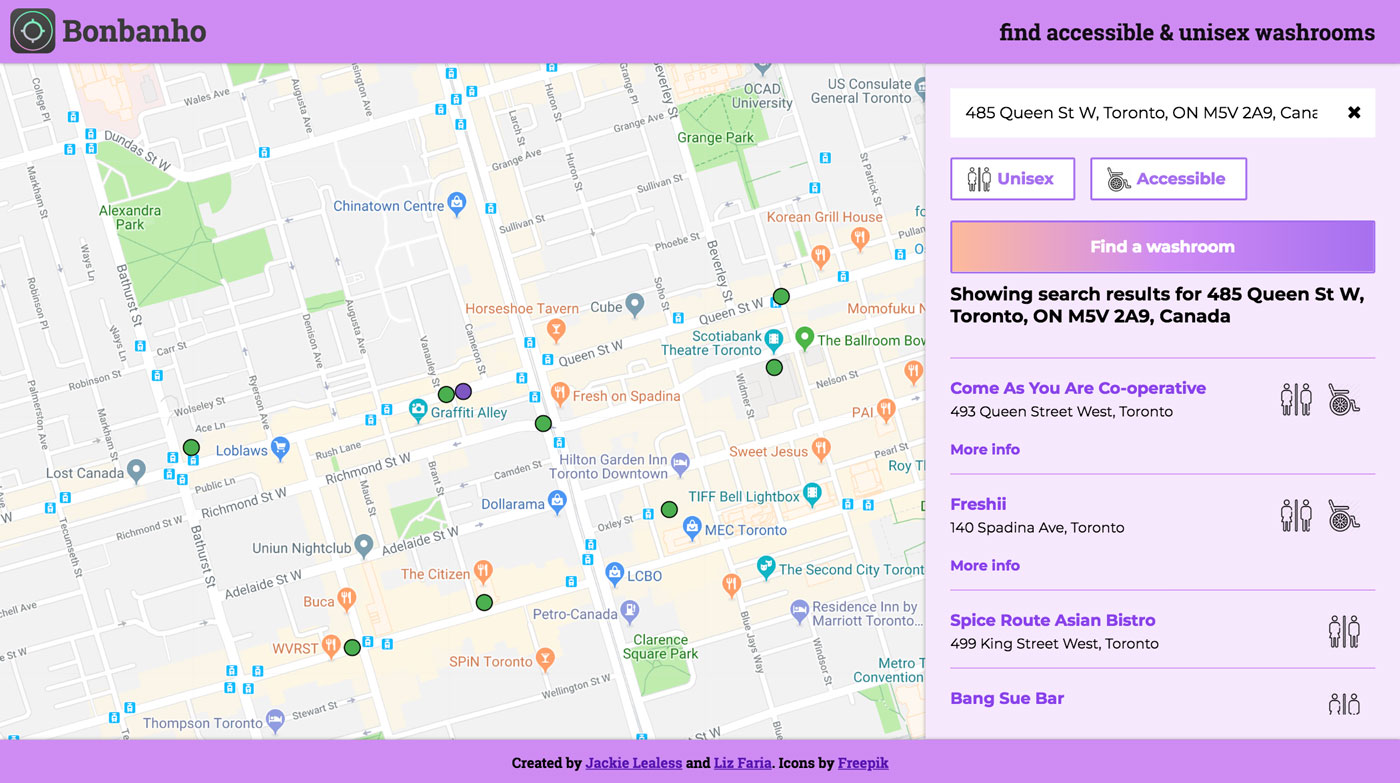 Bonbanho
find accessible & unisex washrooms
485 Queen St W, Toronto, ON M5V 2A9, Cana
Unisex
Accessible
Find a washroom
Showing search results for 485 Queen St W,
Toronto, ON M5V 2A9, Canada
Come As You Are Co-operative
493 Queen Street West, Toronto
More info
Freshii
140 Spadina Ave, Toronto
More info
Spice Route Asian Bistro
499 King Street West, Toronto
Bang Sue Bar
College Pl
Wales Ave
Augusta Ave
Kensington Ave
Larch St
Huron St
Grange Ave
Beverley St
OCAD
University
US Consulate
General Toronto
Dundas St W
Markham St
Grange Park
Grange Ave
Huron St
St Patrick St
Sullivan St
Alexandra
Park
Chinatown Centre
Sullivan St
Korean Grill House
Ways Ln
Phoebe St
Beverley St
Bathurst St
Robinson Pl
Augusta Ave
Denison Ave
Soho St
Horseshoe Tavern
Cube
Queen St W
Momofuku N
Ways Ln
Carr St
Vanauley St
Cameron St
Queen St W
Scotiabank
Theatre Toronto
The Ballroom Bow
Palmerston Ave
Robinson St
Ryerson Ave
Widmer St
Nelson St
Wolseley St
Markham St
Fresh on Spadina
Graffiti Alley
PAI
Ace Ln
Loblaws
Rush Lane
Richmond St W
Pearl St
Lost Canada
Public Ln
Camden St
Hilton Garden Inn
Toronto Downtown
Sweet Jesus
Roy T
Richmond St W
Maud St
Brant St
Dollarama
TIFF Bell Lightbox
Tecumseth St
Richmond St W
Bathurst St
Oxley St
MEC Toronto
Uniun Nightclub
Adelaide St W
Adelaide St W
The Citizen
LCBO
The Second City Toront
Buca
Petro-Canada
Residence Inn by
Marriott Toronto...
WVRST
Clarence
Square Park
Blue Jays Way
Windsor St
SPiN Toronto
Metro T
Convention
Wellington St W
Stewart St
Thompson Toronto
Created by Jackie Lealess and Liz Faria. Icons by Freepik